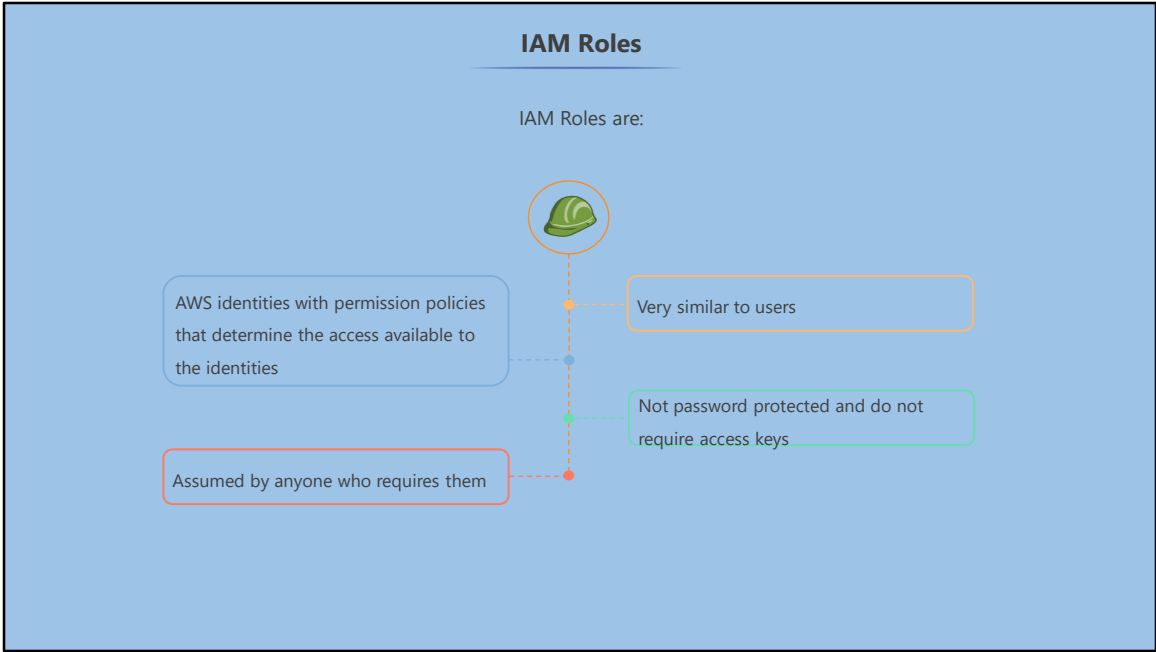 IAM Roles
IAM Roles are:
AWS identities with permission policies
that determine the access available to
the identities
Very similar to users
Not password protected and do not
require access keys
Assumed by anyone who requires them